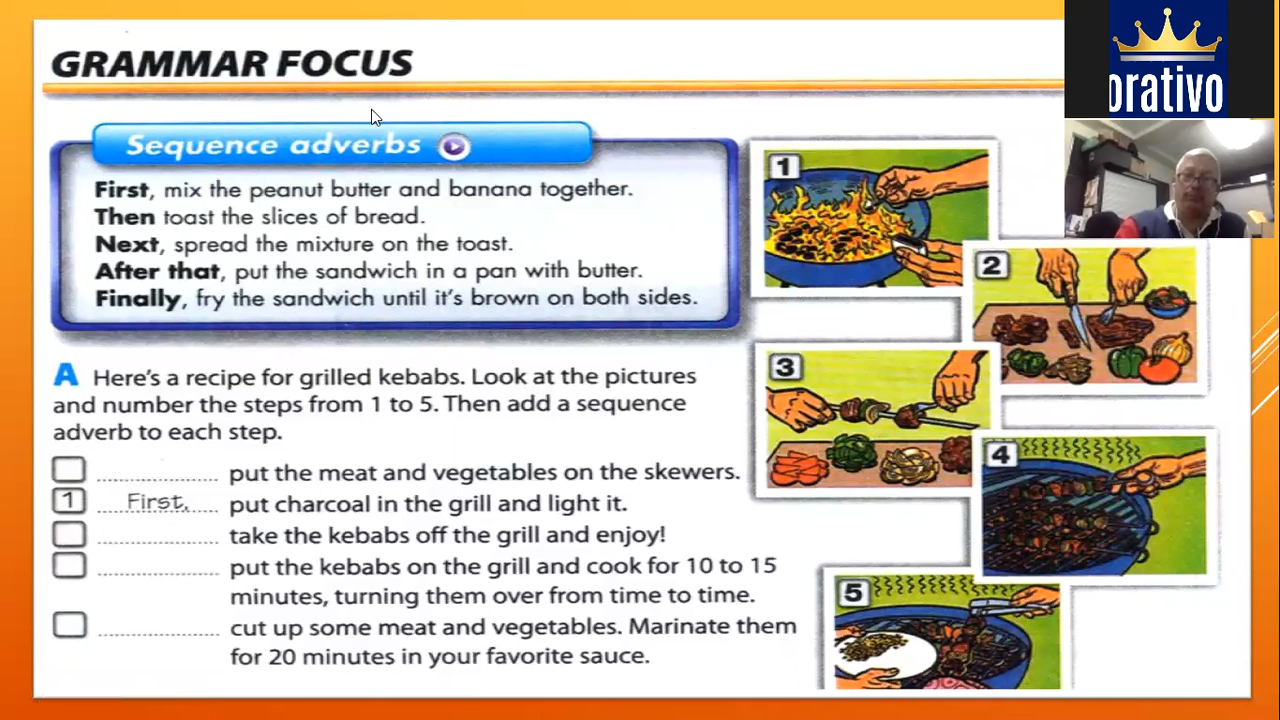 GRAMMAR FOCUS
orativo
Sequence adverbs
First, mix the peanut butter and banana together.
Then toast the slices of bread.
Next, spread the mixture on the toast.
After that, put the sandwich in a pan with butter.
Finally, fry the sandwich until it's brown on both sides.
1
2
3
4
5
A Here's a recipe for grilled kebabs. Look at the pictures
and number the steps from 1 to 5. Then add a sequence
adverb to each step.
put the meat and vegetables on the skewers.
1 First, put charcoal in the grill and light it.
take the kebabs off the grill and enjoy!
put the kebabs on the grill and cook for 10 to 15
minutes, turning them over from time to time.
cut up some meat and vegetables. Marinate them
for 20 minutes in your favorite sauce.